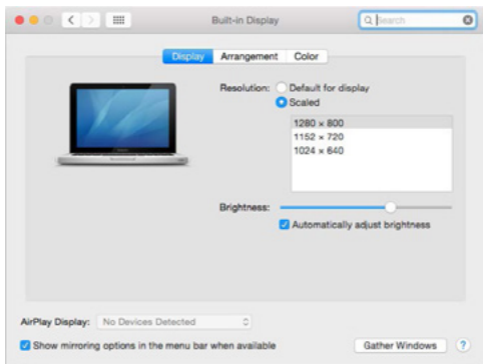 Built-in Display
Search
Display Arrangement Color
Resolution: Default for display
Scaled
1280 × 800
1152 × 720
1024 × 640
Brightness:
Automatically adjust brightness
AirPlay Display: No Devices Detected
Show mirroring options in the menu bar when available
Gather Windows ?